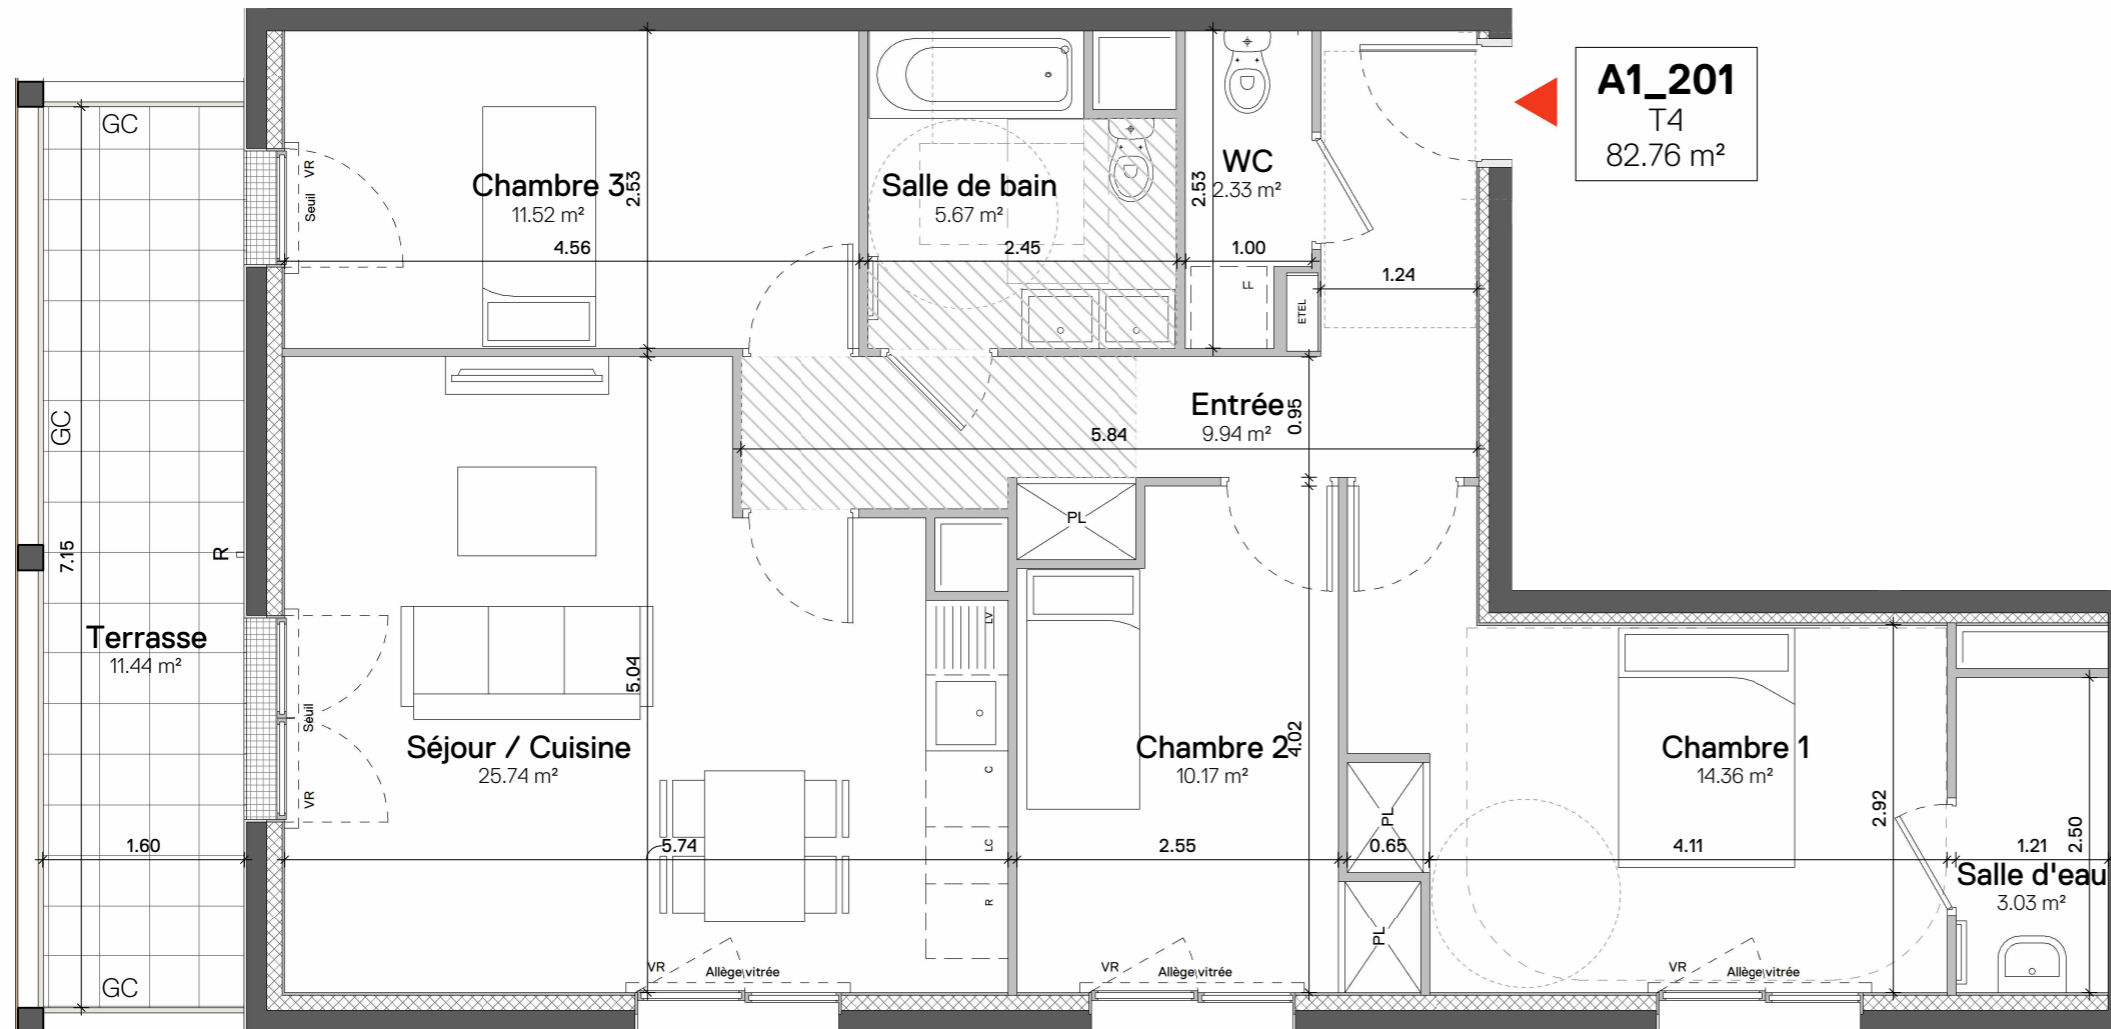 A1_201
T4
82.76 m²
GC
VR
Seuil
Chambre 3
11.52 m²
2.53
4.56
Salle de bain
5.67 m²
2.45
WC
2.33 m²
2.53
1.00
FF
ETEL
1.24
Entrée
9.94 m²
0.95
5.84
GC
7.15
R
Terrasse
11.44 m²
1.60
GC
Seuil
VR
Séjour / Cuisine
25.74 m²
5.04
5.74
PL
LV
C
LC
R
VR
Allège vitrée
Chambre 2
10.17 m²
4.02
2.55
VR
Allège vitrée
PL
0.65
PL
Chambre 1
14.36 m²
2.92
4.11
VR
Allège vitrée
Salle d'eau
3.03 m²
1.21
2.50